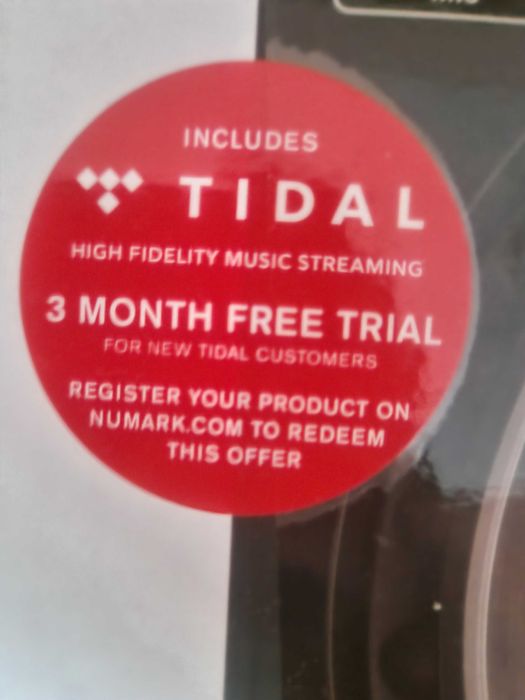 INCLUDES
TIDAL
HIGH FIDELITY MUSIC STREAMING
3 MONTH FREE TRIAL
FOR NEW TIDAL CUSTOMERS
REGISTER YOUR PRODUCT ON
NUMARK.COM TO REDEEM
THIS OFFER